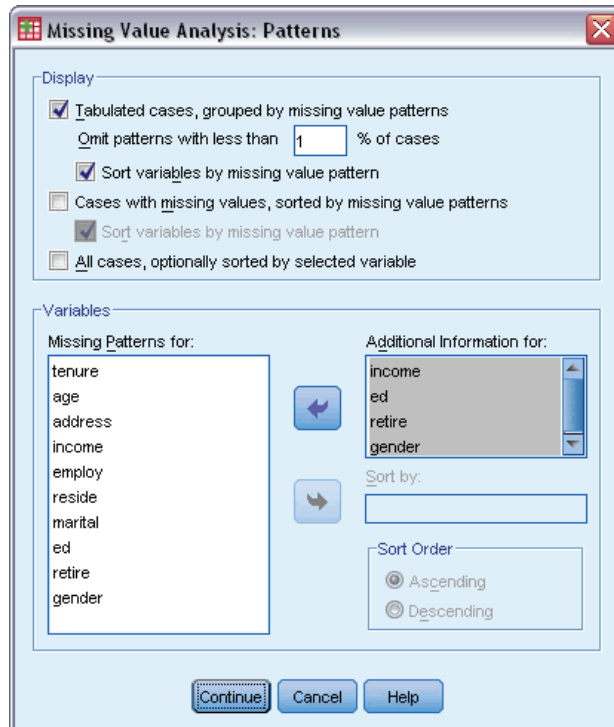 Missing Value Analysis: Patterns
Display
Tabulated cases, grouped by missing value patterns
Omit patterns with less than 1 % of cases
Sort variables by missing value pattern
Cases with missing values, sorted by missing value patterns
Sort variables by missing value pattern
All cases, optionally sorted by selected variable
Variables
Missing Patterns for:
tenure
age
address
income
employ
reside
marital
ed
retire
gender
Additional Information for:
income
ed
retire
gender
Sort by:
Sort Order
Ascending
Descending
Continue Cancel Help